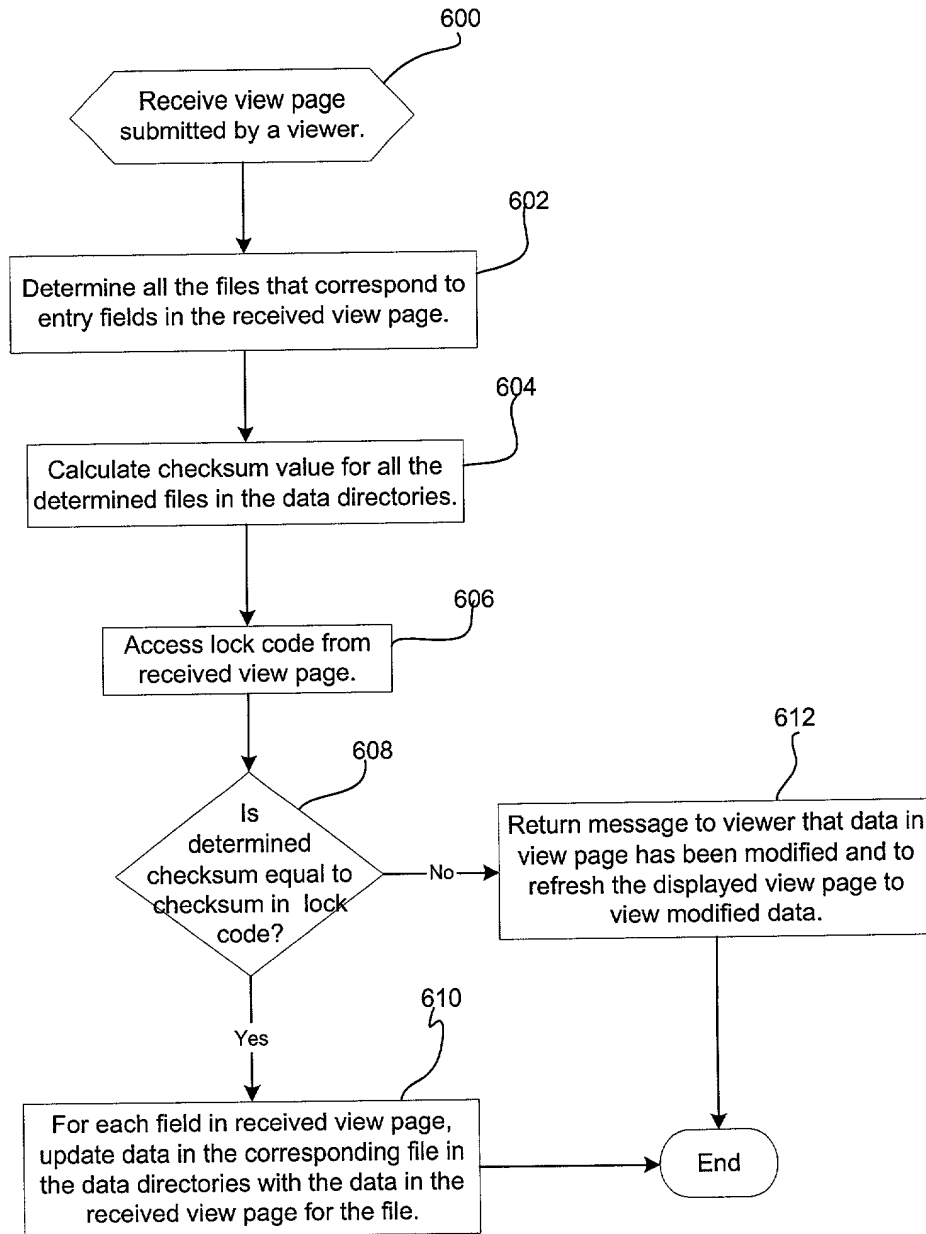 600
Receive view page
submitted by a viewer.
602
Determine all the files that correspond to
entry fields in the received view page.
604
Calculate checksum value for all the
determined files in the data directories.
606
Access lock code from
received view page.
608
Is
determined
checksum equal to
checksum in lock
code?
No
612
Return message to viewer that data in
view page has been modified and to
refresh the displayed view page to
view modified data.
Yes
610
For each field in received view page,
update data in the corresponding file in
the data directories with the data in the
received view page for the file.
End